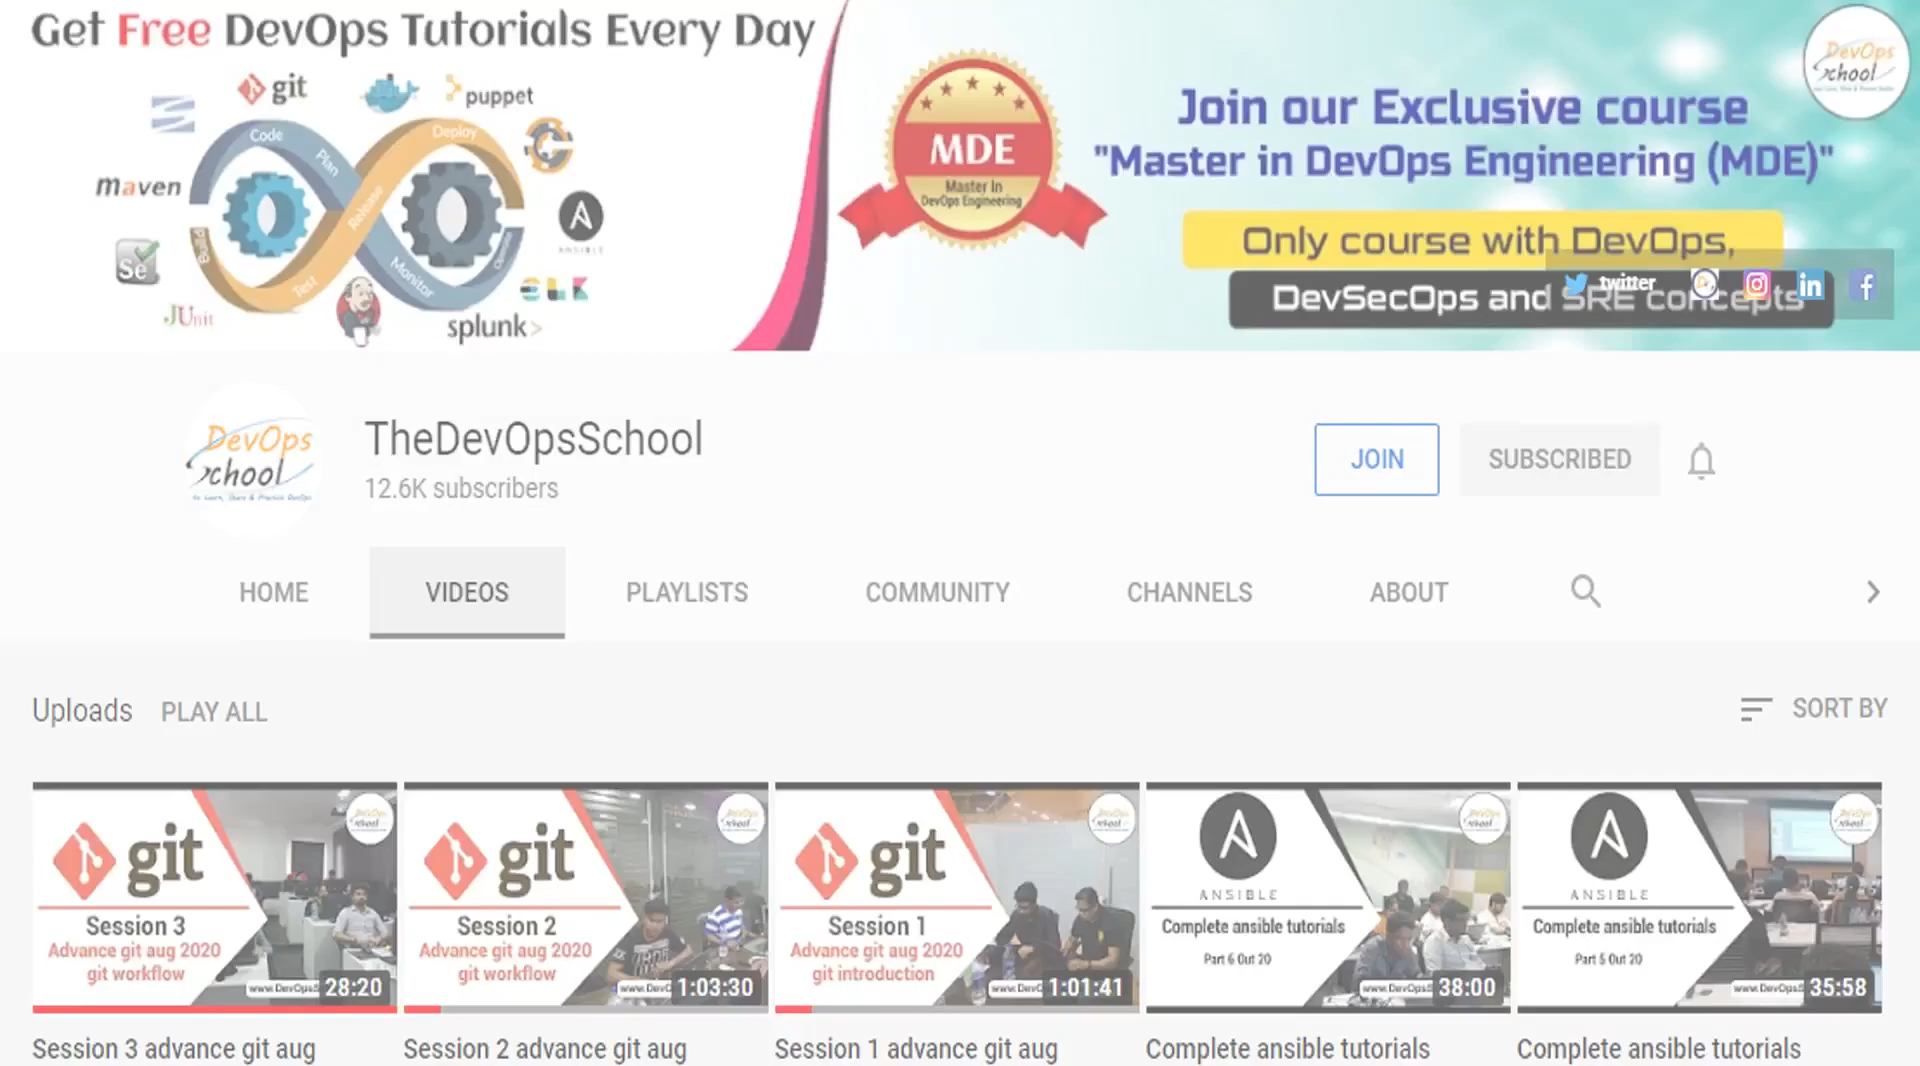 Get Free DevOps Tutorials Every Day
git
puppet
maven
Code
Plan
Release
Deploy
Build
Test
Monitor
Operate
Se
JUnit
ANSIBLE
splunk>
MDE
Master In
DevOps Engineering
Join our Exclusive course
"Master in DevOps Engineering (MDE)"
Only course with DevOps,
DevSecOps and SRE concepts
twitter
DevOps
School
TheDevOpsSchool
12.6K subscribers
JOIN
SUBSCRIBED
DevOps
School
HOME
VIDEOS
PLAYLISTS
COMMUNITY
CHANNELS
ABOUT
Uploads
PLAY ALL
SORT BY
git
Session 3
Advance git aug 2020
git workflow
28:20
git
Session 2
Advance git aug 2020
git workflow
1:03:30
git
Session 1
Advance git aug 2020
git introduction
1:01:41
ANSIBLE
Complete ansible tutorials
Part 6 Out 20
38:00
ANSIBLE
Complete ansible tutorials
Part 5 Out 20
35:58
Session 3 advance git aug
Session 2 advance git aug
Session 1 advance git aug
Complete ansible tutorials
Complete ansible tutorials